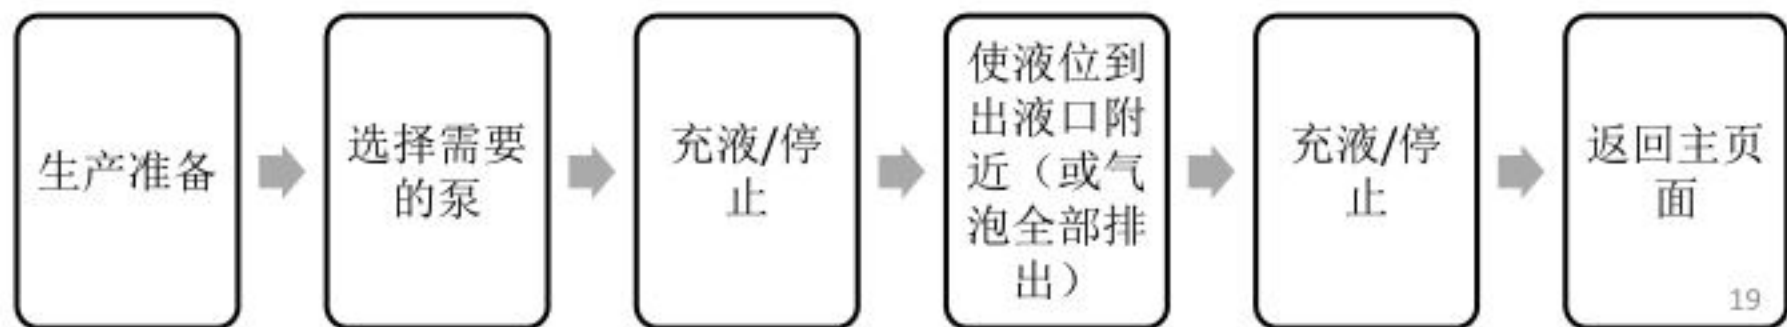 生产准备
选择需要
的泵
充液/停
止
使液位到
出液口附
近（或气
泡全部排
出）
充液/停
止
返回主页
面
19